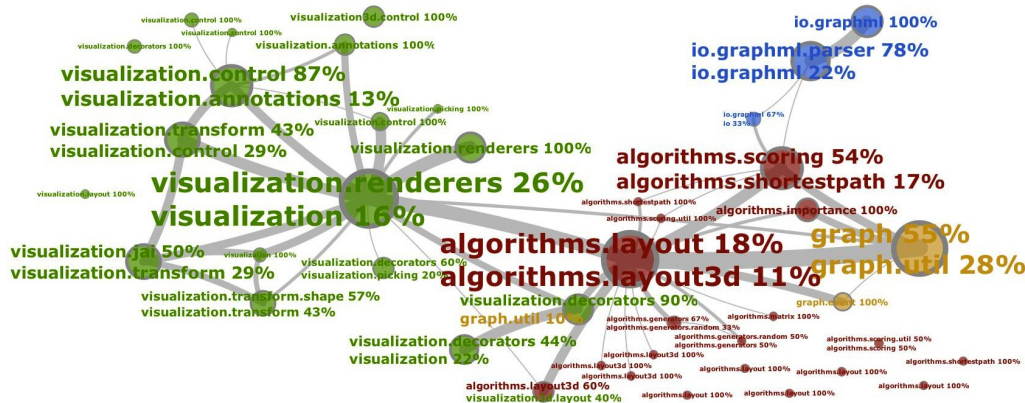 visualization.control 100%
visualization3d.control 100%
visualization.control 100%
visualization.decorators 100%
visualization.annotations 100%
io.graphml 100%
io.graphml.parser 78%
io.graphml 22%
visualization.control 87%
visualization.annotations 13%
visualization.picking 100%
visualization.control 100%
io.graphml 67%
io 33%
visualization.transform 43%
visualization.control 29%
visualization.renderers 100%
algorithms.scoring 54%
algorithms.shortestpath 17%
visualization.renderers 26%
visualization 16%
visualization.layout 100%
algorithms.shortestpath 100%
algorithms.scoring.util 100%
algorithms.importance 100%
algorithms.layout 18%
algorithms.layout3d 11%
graph 55%
graph.util 28%
visualization.jai 50%
visualization.transform 29%
visualization 100%
visualization.decorators 60%
visualization.picking 20%
visualization.transform.shape 57%
visualization.transform 43%
visualization.decorators 90%
graph.util 10%
graph.event 100%
algorithms.generators 67%
algorithms.generators.random 33%
algorithms.matrix 100%
algorithms.generators.random 50%
algorithms.generators 50%
algorithms.scoring.util 50%
algorithms.scoring 50%
visualization.decorators 44%
visualization 22%
algorithms.layout3d 100%
algorithms.layout3d 100%
algorithms.layout3d 100%
algorithms.layout 100%
algorithms.layout 100%
algorithms.shortestpath 100%
algorithms.layout3d 60%
visualization3d.layout 40%
algorithms.layout 100%
algorithms.layout 100%
algorithms.layout 100%